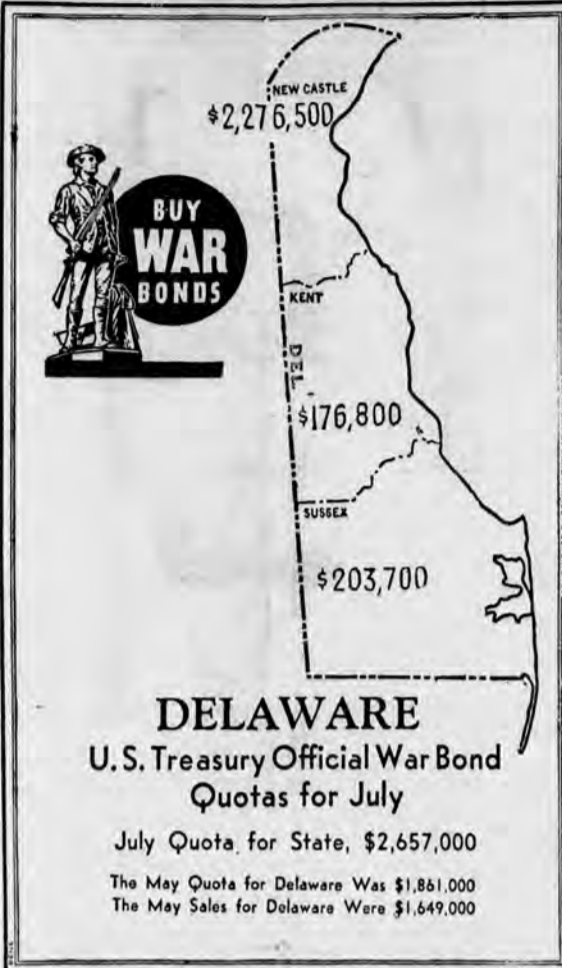 NEW CASTLE
$2,276,500
BUY
WAR
BONDS
KENT
DEL.
$176,800
SUSSEX
$203,700
DELAWARE
U. S. Treasury Official War Bond
Quotas for July
July Quota for State, $2,657,000
The May Quota for Delaware Was $1,861,000
The May Sales for Delaware Were $1,649,000